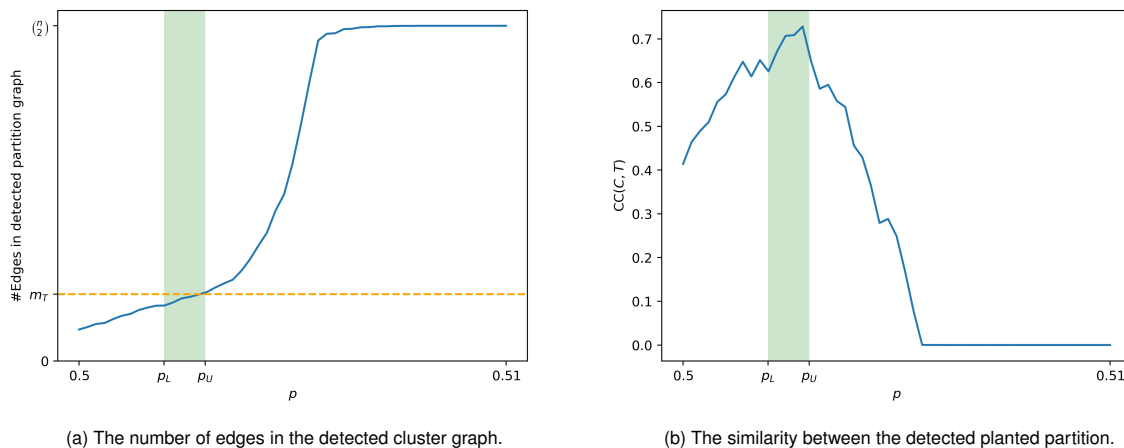 (n 2)
m_T
0
#Edges in detected partition graph
0.5
p_L
p_U
0.51
p
(a) The number of edges in the detected cluster graph.
0.7
0.6
0.5
0.4
0.3
0.2
0.1
0.0
CC(C, T)
0.5
p_L
p_U
0.51
p
(b) The similarity between the detected planted partition.